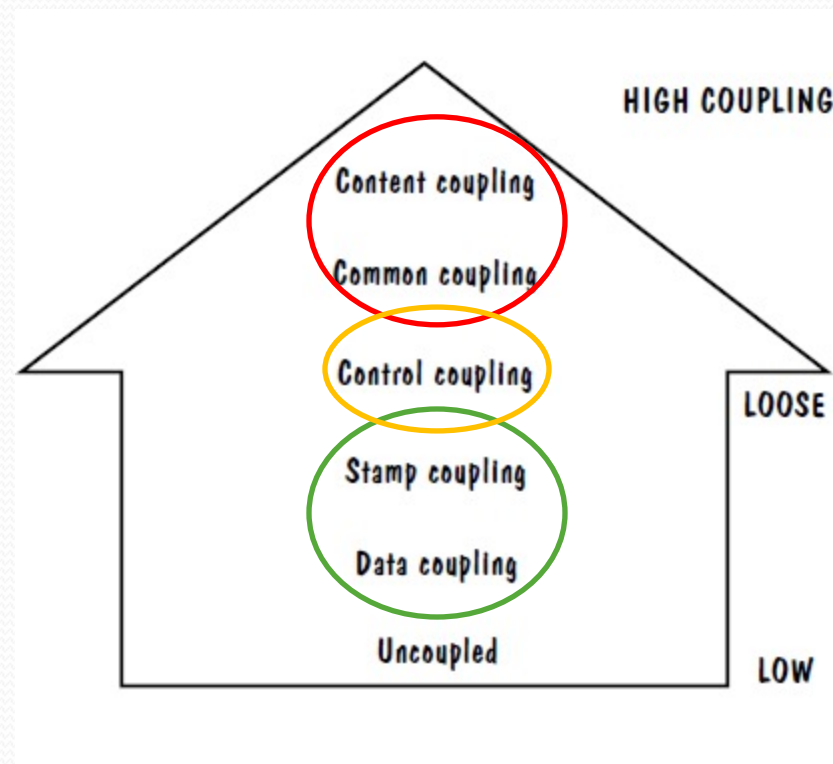 HIGH COUPLING
Content coupling
Common coupling
Control coupling
LOOSE
Stamp coupling
Data coupling
Uncoupled
LOW